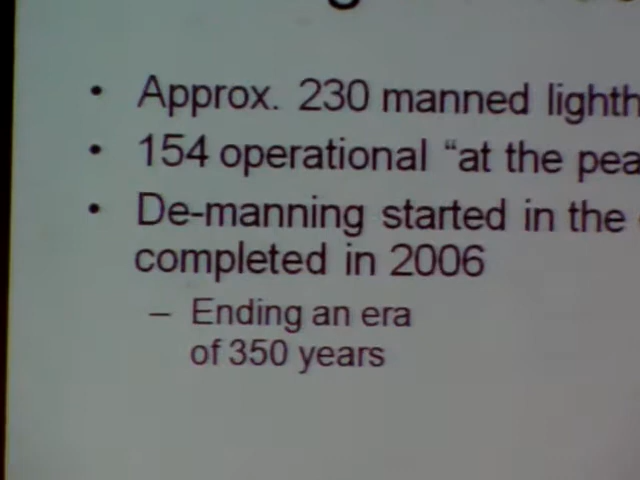 • Approx. 230 manned lighth
• 154 operational “at the pea
• De-manning started in the
completed in 2006
– Ending an era
of 350 years